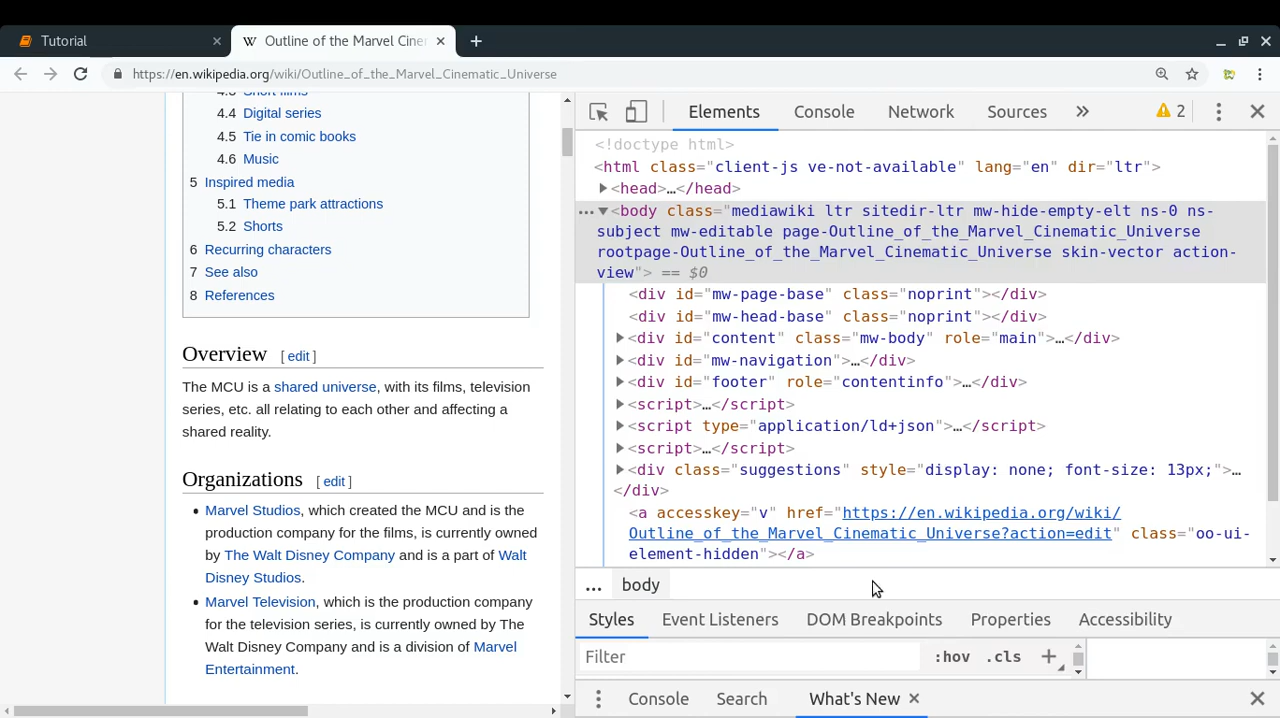 Tutorial
Outline of the Marvel Cine
https://en.wikipedia.org/wiki/Outline_of_the_Marvel_Cinematic_Universe
4.3 Short films
4.4 Digital series
4.5 Tie in comic books
4.6 Music
5 Inspired media
5.1 Theme park attractions
5.2 Shorts
6 Recurring characters
7 See also
8 References
Overview [ edit ]
The MCU is a shared universe, with its films, television
series, etc. all relating to each other and affecting a
shared reality.
Organizations [ edit ]
• Marvel Studios, which created the MCU and is the
production company for the films, is currently owned
by The Walt Disney Company and is a part of Walt
Disney Studios.
• Marvel Television, which is the production company
for the television series, is currently owned by The
Walt Disney Company and is a division of Marvel
Entertainment.
Elements Console Network Sources » 2
<!doctype html>
<html class="client-js ve-not-available" lang="en" dir="ltr">
<head>…</head>
<body class="mediawiki ltr sitedir-ltr mw-hide-empty-elt ns-0 ns-
subject mw-editable page-Outline_of_the_Marvel_Cinematic_Universe
rootpage-Outline_of_the_Marvel_Cinematic_Universe skin-vector action-
view"> == $0
<div id="mw-page-base" class="noprint"></div>
<div id="mw-head-base" class="noprint"></div>
<div id="content" class="mw-body" role="main">…</div>
<div id="mw-navigation">…</div>
<div id="footer" role="contentinfo">…</div>
<script>…</script>
<script type="application/ld+json">…</script>
<script>…</script>
<div class="suggestions" style="display: none; font-size: 13px;">…
</div>
<a accesskey="v" href="https://en.wikipedia.org/wiki/
Outline_of_the_Marvel_Cinematic_Universe?action=edit" class="oo-ui-
element-hidden"></a>
... body
Styles Event Listeners DOM Breakpoints Properties Accessibility
Filter :hov .cls +
Console Search What's New